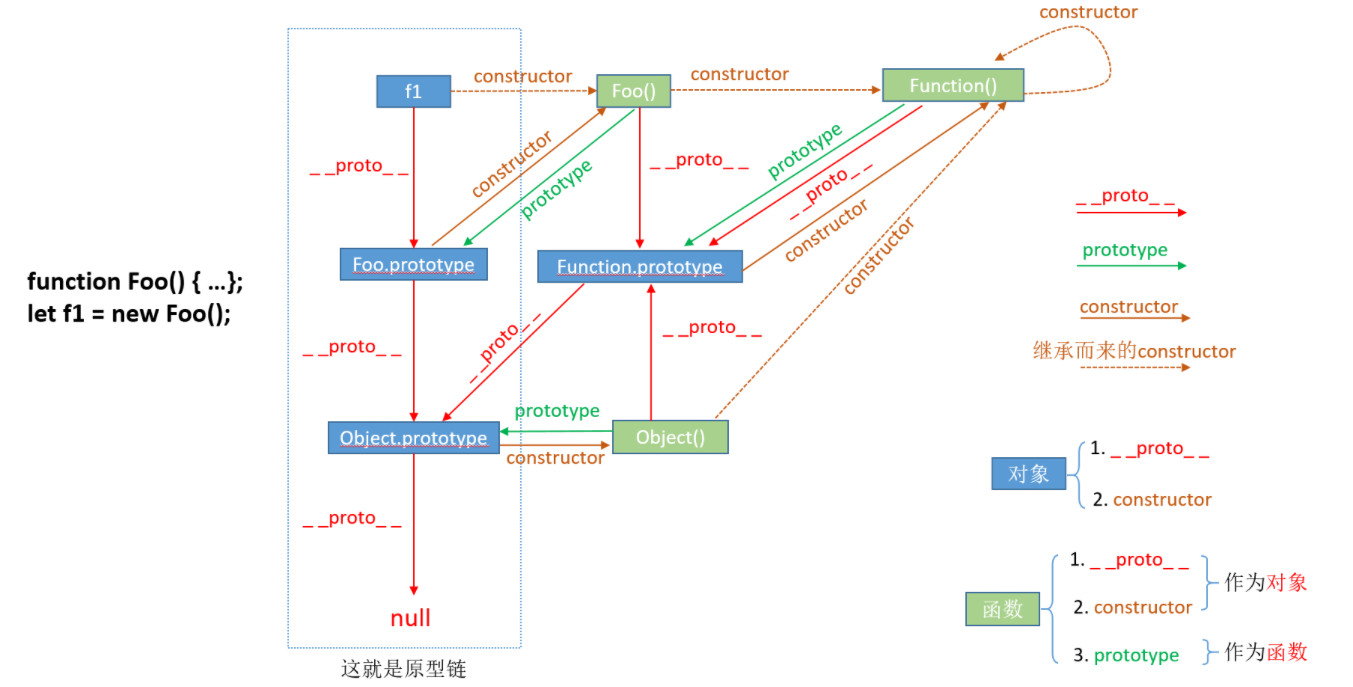 constructor
f1
constructor
Foo()
constructor
Function()
_ _proto_ _
constructor
prototype
_ _proto_ _
prototype
_ _proto_ _
constructor
constructor
_ _proto_ _
prototype
constructor
继承而来的constructor
function Foo() { …};
let f1 = new Foo();
Foo.prototype
Function.prototype
_ _proto_ _
_ _proto_ _
_ _proto_ _
Object.prototype
prototype
constructor
Object()
_ _proto_ _
null
这就是原型链
对象
1. _ _proto_ _
2. constructor
函数
1. _ _proto_ _
2. constructor
作为对象
3. prototype
作为函数